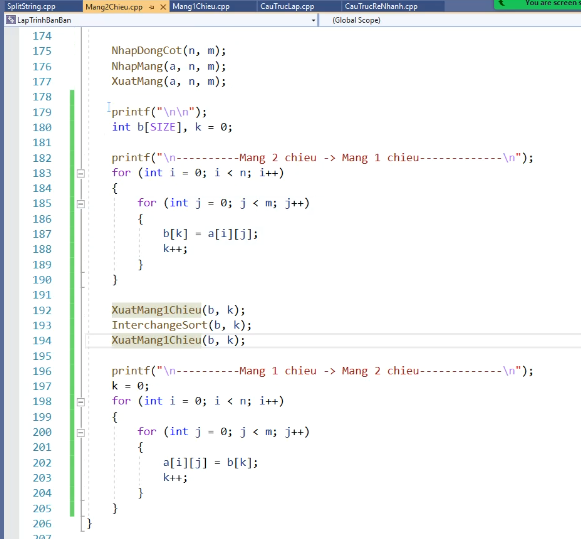 SplitString.cpp Mang2Chieu.cpp Mang1Chieu.cpp CauTrucLap.cpp CauTrucReNhanh.cpp You are screen s
LapTrinhBanBan (Global Scope)
174
175 NhapDongCot(n, m);
176 NhapMang(a, n, m);
177 XuatMang(a, n, m);
178
179 printf("\n\n");
180 int b[SIZE], k = 0;
181
182 printf("\n----------Mang 2 chieu -> Mang 1 chieu-------------\n");
183 for (int i = 0; i < n; i++)
184 {
185 for (int j = 0; j < m; j++)
186 {
187 b[k] = a[i][j];
188 k++;
189 }
190 }
191
192 XuatMang1Chieu(b, k);
193 InterchangeSort(b, k);
194 XuatMang1Chieu(b, k);
195
196 printf("\n----------Mang 1 chieu -> Mang 2 chieu-------------\n");
197 k = 0;
198 for (int i = 0; i < n; i++)
199 {
200 for (int j = 0; j < m; j++)
201 {
202 a[i][j] = b[k];
203 k++;
204 }
205 }
206 }
207